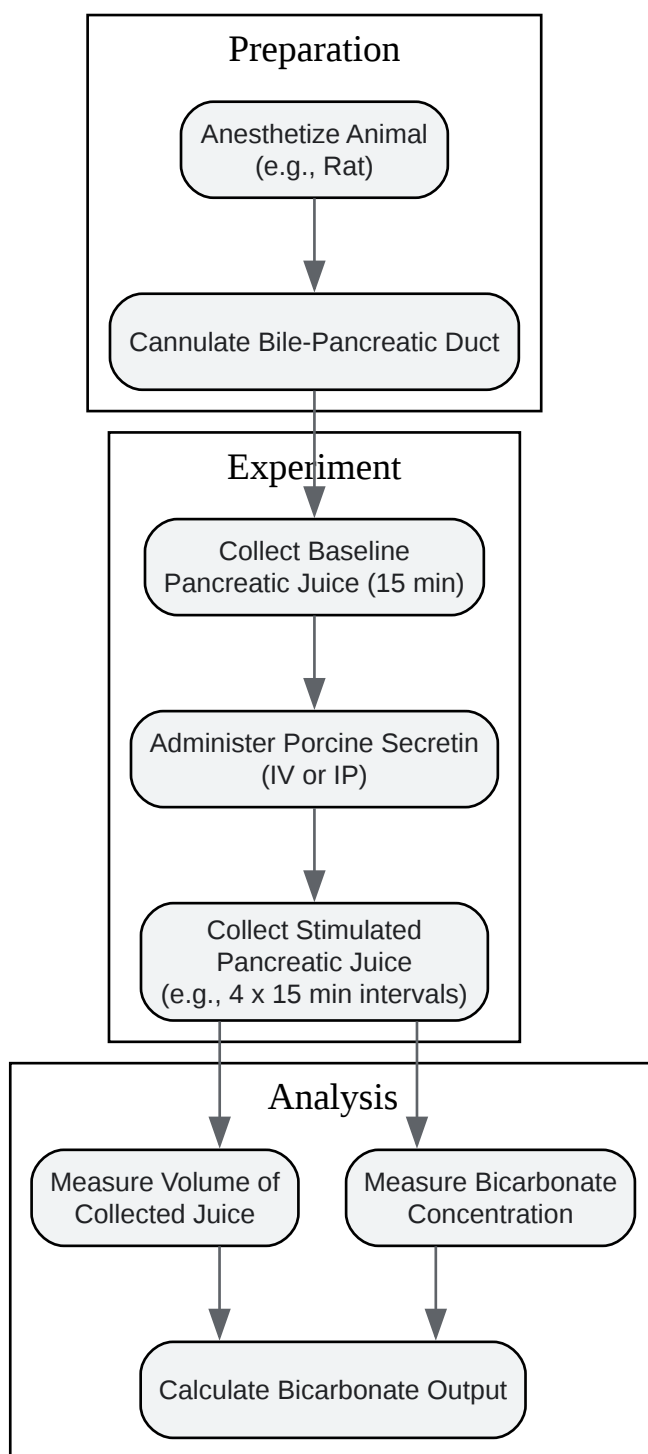 Preparation
Anesthetize Animal
(e.g., Rat)
Cannulate Bile-Pancreatic Duct
Experiment
Collect Baseline
Pancreatic Juice (15 min)
Administer Porcine Secretin
(IV or IP)
Collect Stimulated
Pancreatic Juice
(e.g., 4 x 15 min intervals)
Analysis
Measure Volume of
Collected Juice
Measure Bicarbonate
Concentration
Calculate Bicarbonate Output